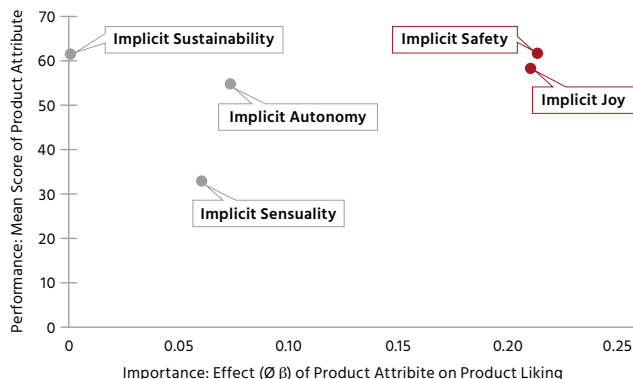 Performance: Mean Score of Product Attribute
70
60
50
40
30
20
10
0
Implicit Sustainability
Implicit Safety
Implicit Joy
Implicit Autonomy
Implicit Sensuality
0 0.05 0.10 0.15 0.20 0.25
Importance: Effect (Ø β) of Product Attribite on Product Liking